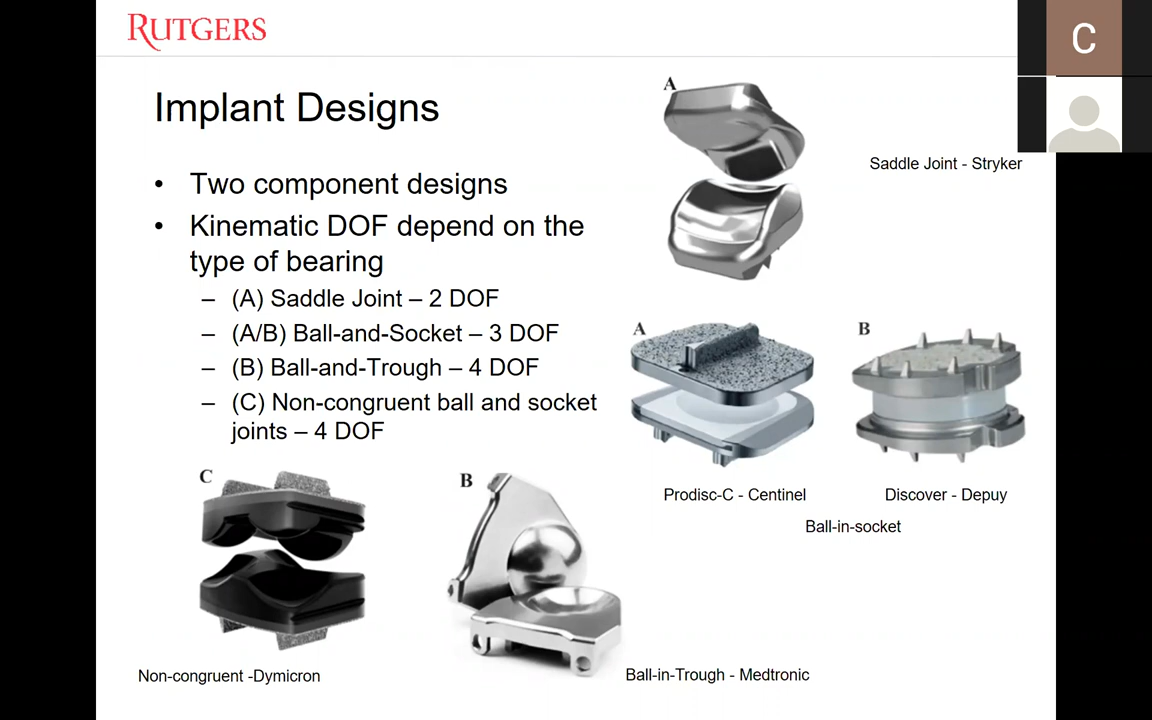 RUTGERS
C
Implant Designs
A
Saddle Joint - Stryker
• Two component designs
• Kinematic DOF depend on the
type of bearing
– (A) Saddle Joint – 2 DOF
– (A/B) Ball-and-Socket – 3 DOF
– (B) Ball-and-Trough – 4 DOF
– (C) Non-congruent ball and socket
joints – 4 DOF
A
B
Prodisc-C - Centinel
Discover - Depuy
Ball-in-socket
C
B
Non-congruent -Dymicron
Ball-in-Trough - Medtronic